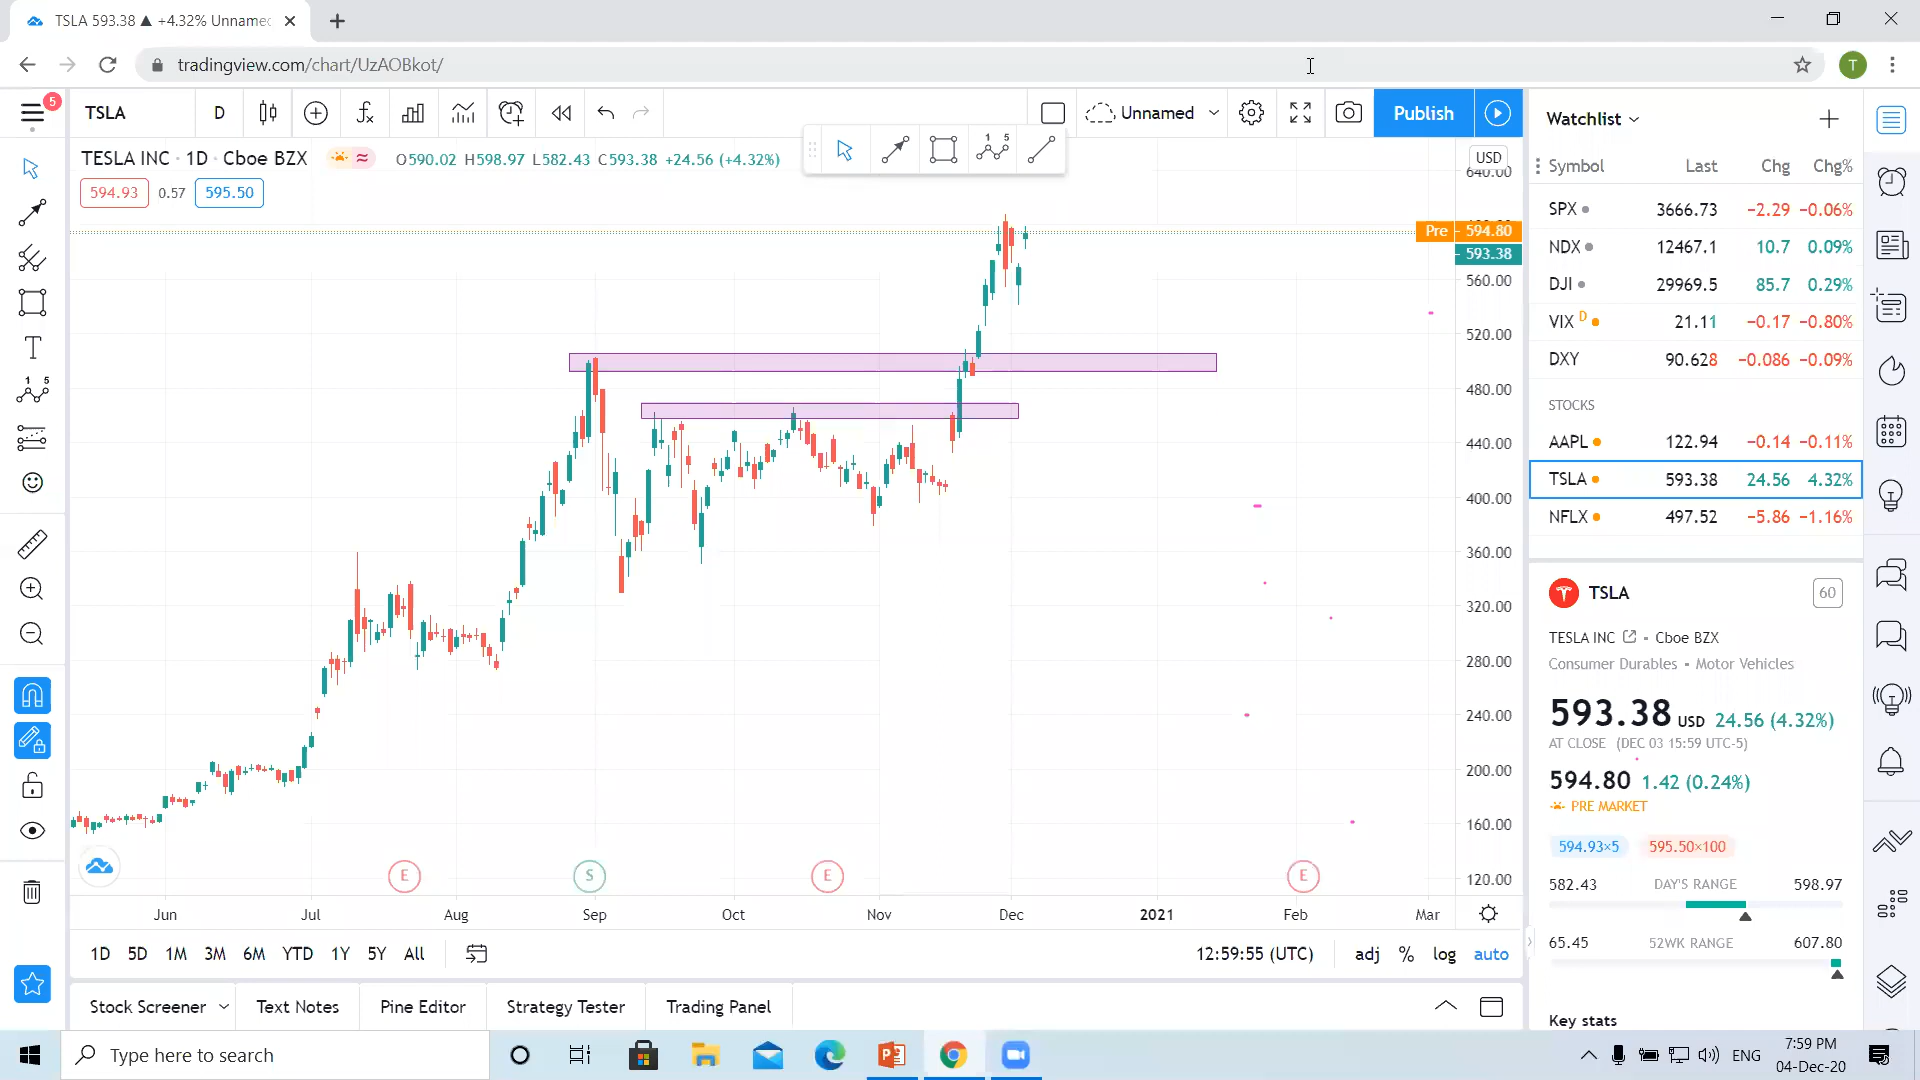 TSLA 593.38 ▲ +4.32% Unnamec
tradingview.com/chart/UzAOBkot/
T
5
TSLA
D
Unnamed
Publish
TESLA INC · 1D · Cboe BZX
O590.02 H598.97 L582.43 C593.38 +24.56 (+4.32%)
594.93 0.57 595.50
1 5
USD
640.00
Pre 594.80
593.38
560.00
520.00
480.00
440.00
400.00
360.00
320.00
280.00
240.00
200.00
160.00
120.00
T
1 5
E
S
E
E
Jun Jul Aug Sep Oct Nov Dec 2021 Feb Mar
1D 5D 1M 3M 6M YTD 1Y 5Y All
12:59:55 (UTC) adj % log auto
Stock Screener Text Notes Pine Editor Strategy Tester Trading Panel
Watchlist
Symbol Last Chg Chg%
SPX 3666.73 −2.29 −0.06%
NDX 12467.1 10.7 0.09%
DJI 29969.5 85.7 0.29%
VIX D 21.11 −0.17 −0.80%
DXY 90.628 −0.086 −0.09%
STOCKS
AAPL 122.94 −0.14 −0.11%
TSLA 593.38 24.56 4.32%
NFLX 497.52 −5.86 −1.16%
TSLA 60
TESLA INC Cboe BZX
Consumer Durables Motor Vehicles
593.38 USD 24.56 (4.32%)
AT CLOSE (DEC 03 15:59 UTC-5)
594.80 1.42 (0.24%)
PRE MARKET
594.93×5 595.50×100
582.43 DAY'S RANGE 598.97
65.45 52WK RANGE 607.80
Key stats
Type here to search
ENG
7:59 PM
04-Dec-20